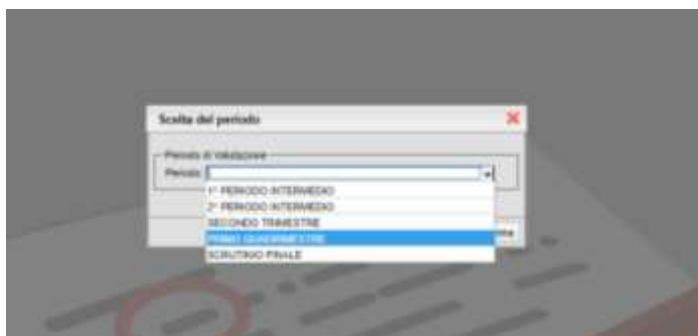 Scelta del periodo
Periodo di Valutazione
Periodo
1° PERIODO INTERMEDIO
2° PERIODO INTERMEDIO
SECONDO TRIMESTRE
PRIMO QUADRIMESTRE
SCRUTINIO FINALE